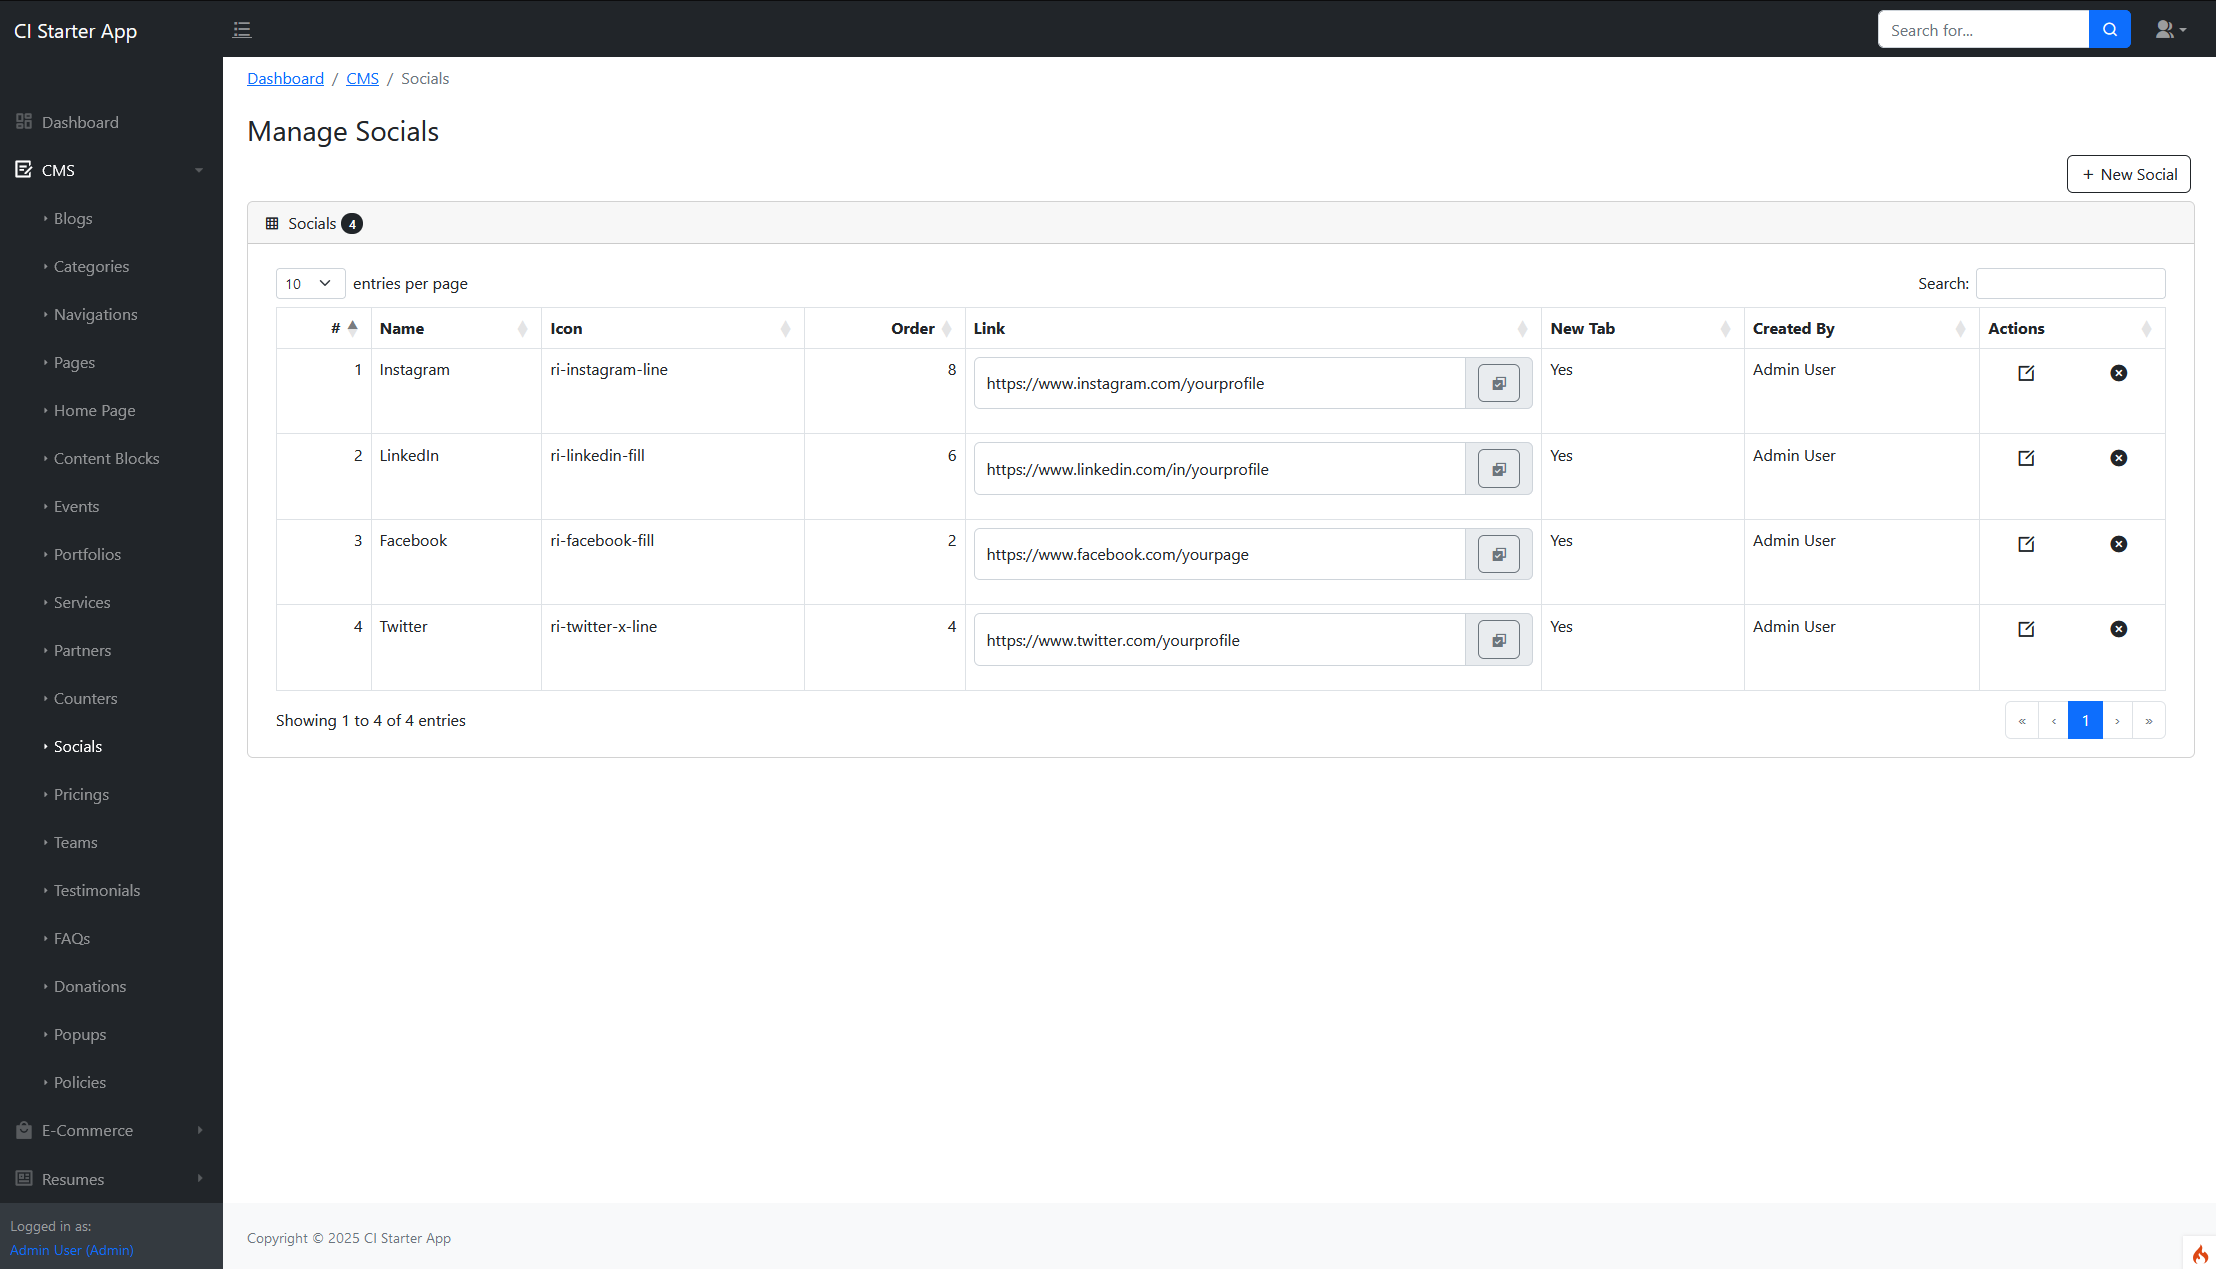 CI Starter App
Search for...
Dashboard
CMS
Blogs
Categories
Navigations
Pages
Home Page
Content Blocks
Events
Portfolios
Services
Partners
Counters
Socials
Pricings
Teams
Testimonials
FAQs
Donations
Popups
Policies
E-Commerce
Resumes
Logged in as:
Admin User (Admin)
Dashboard / CMS / Socials
Manage Socials
+ New Social
Socials 4
10 entries per page
Search:
# Name Icon Order Link New Tab Created By Actions
1 Instagram ri-instagram-line 8 https://www.instagram.com/yourprofile Yes Admin User
2 LinkedIn ri-linkedin-fill 6 https://www.linkedin.com/in/yourprofile Yes Admin User
3 Facebook ri-facebook-fill 2 https://www.facebook.com/yourpage Yes Admin User
4 Twitter ri-twitter-x-line 4 https://www.twitter.com/yourprofile Yes Admin User
Showing 1 to 4 of 4 entries
« ‹ 1 › »
Copyright © 2025 CI Starter App